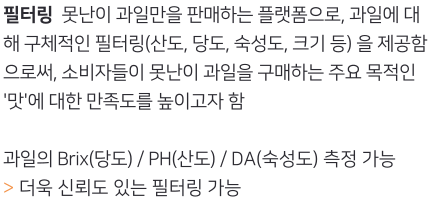 필터링 못난이 과일만을 판매하는 플랫폼으로, 과일에 대
해 구체적인 필터링(산도, 당도, 숙성도, 크기 등) 을 제공함
으로써, 소비자들이 못난이 과일을 구매하는 주요 목적인
'맛'에 대한 만족도를 높이고자 함
과일의 Brix(당도) / PH(산도) / DA(숙성도) 측정 가능
> 더욱 신뢰도 있는 필터링 가능